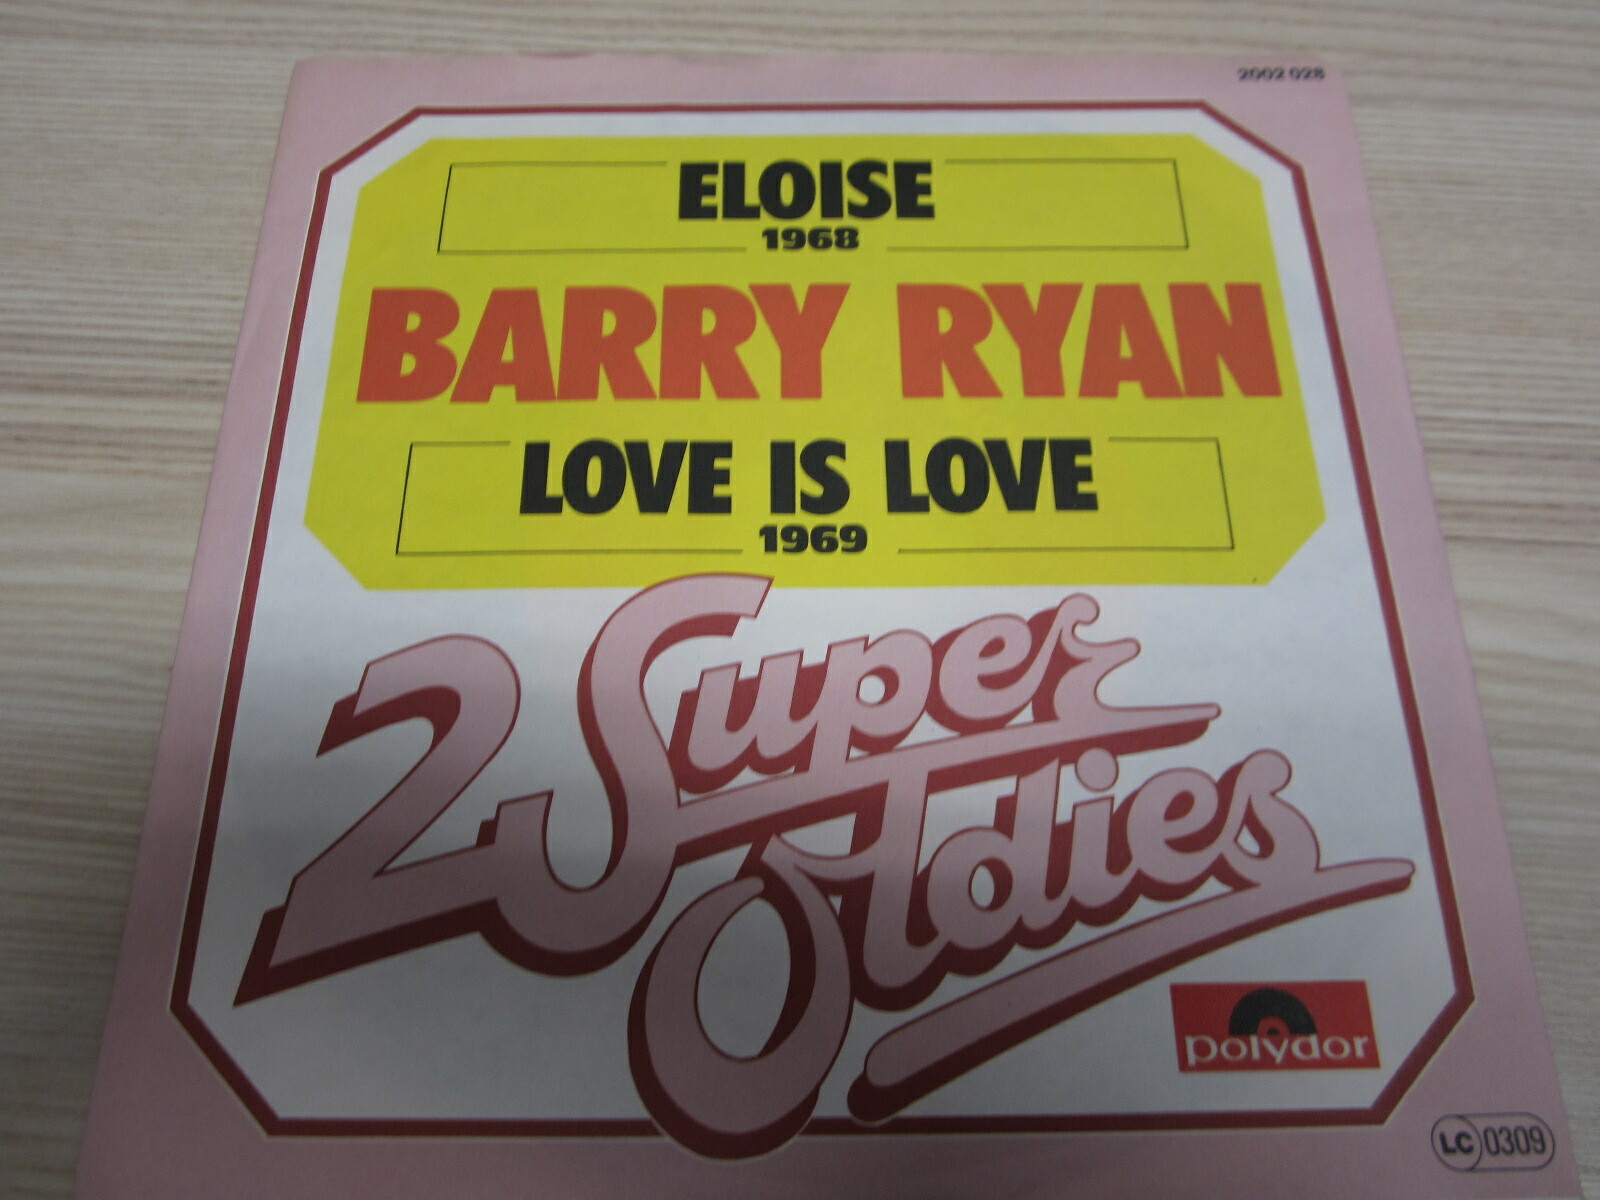 2002 028
ELOISE
1968
BARRY RYAN
LOVE IS LOVE
1969
2 Super
Oldies
polydor
LC 0309